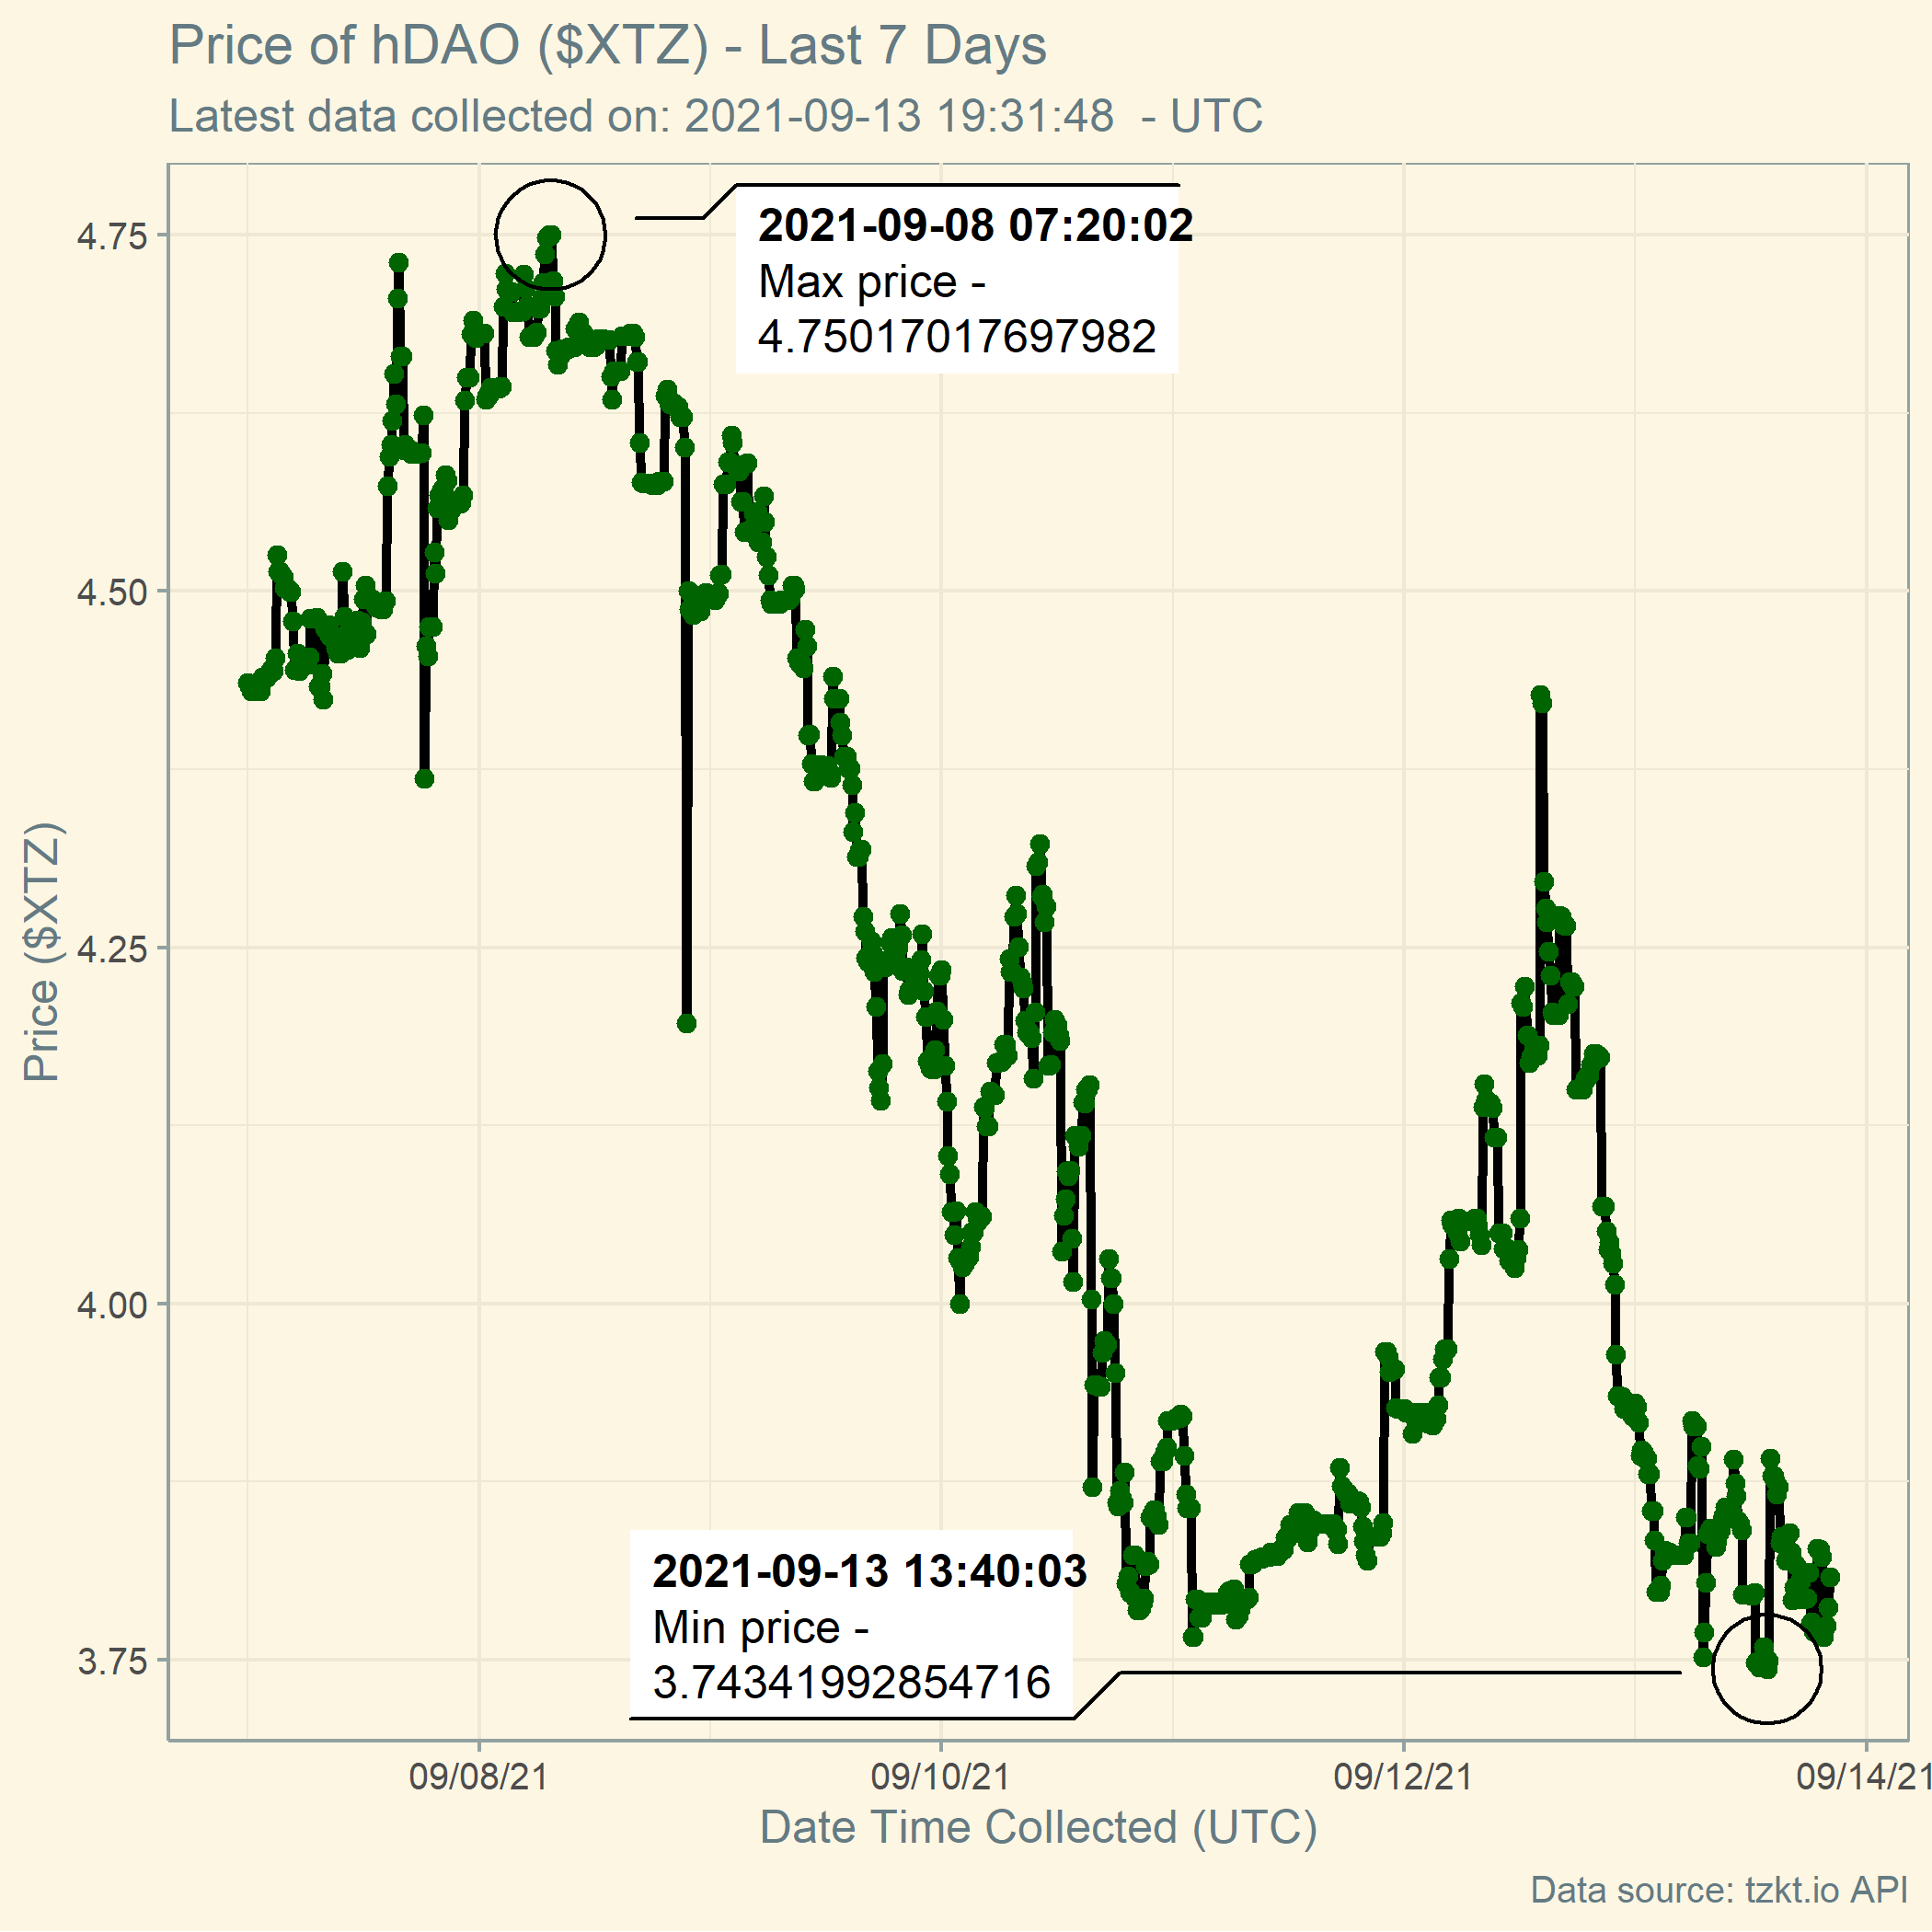 Price of hDAO ($XTZ) - Last 7 Days
Latest data collected on: 2021-09-13 19:31:48  - UTC
2021-09-08 07:20:02
Max price -
4.75017017697982
4.75
4.50
4.25
4.00
3.75
Price ($XTZ)
2021-09-13 13:40:03
Min price -
3.74341992854716
09/08/21
09/10/21
09/12/21
09/14/21
Date Time Collected (UTC)
Data source: tzkt.io API